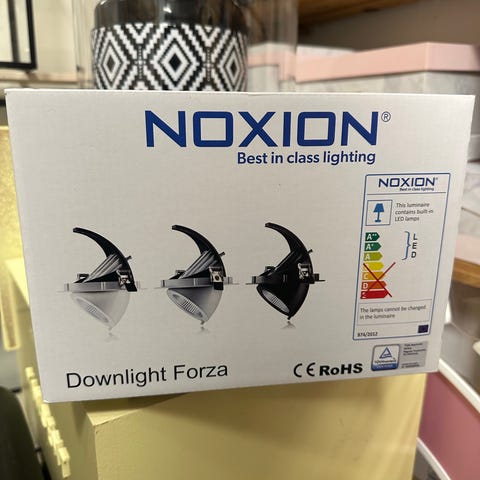 NOXION®
Best in class lighting
NOXION®
Best in class lighting
This luminaire
contains built-in
LED lamps
A++
A+
A
B
C
D
E
L
E
D
The lamps cannot be changed
in the luminaire
874/2012
Downlight Forza
CE RoHS